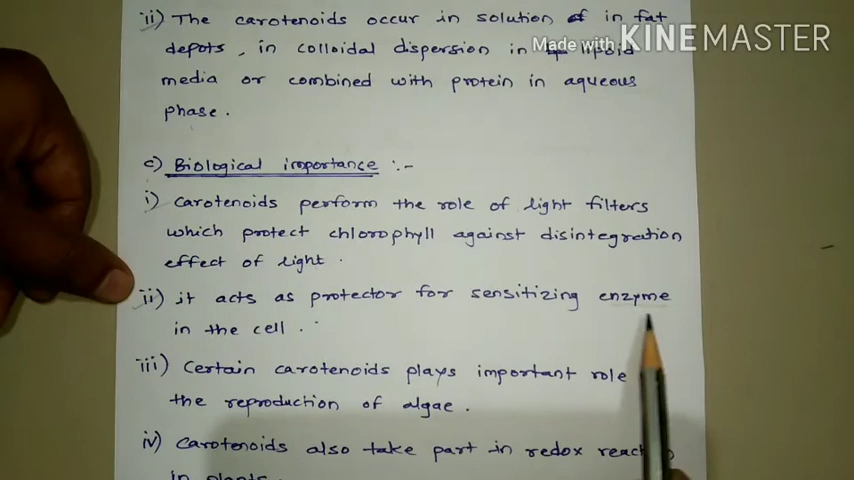 ii) The carotenoids occur in solution of in fat
depots, in colloidal dispersion in lipoid
media or combined with protein in aqueous
phase.
Made with KINEMASTER
c) Biological importance :-
i) carotenoids perform the role of light filters
which protect chlorophyll against disintegration
effect of light.
ii) it acts as protector for sensitizing enzyme
in the cell.
iii) Certain carotenoids plays important role
the reproduction of algae.
iv) Carotenoids also take part in redox
in plants.